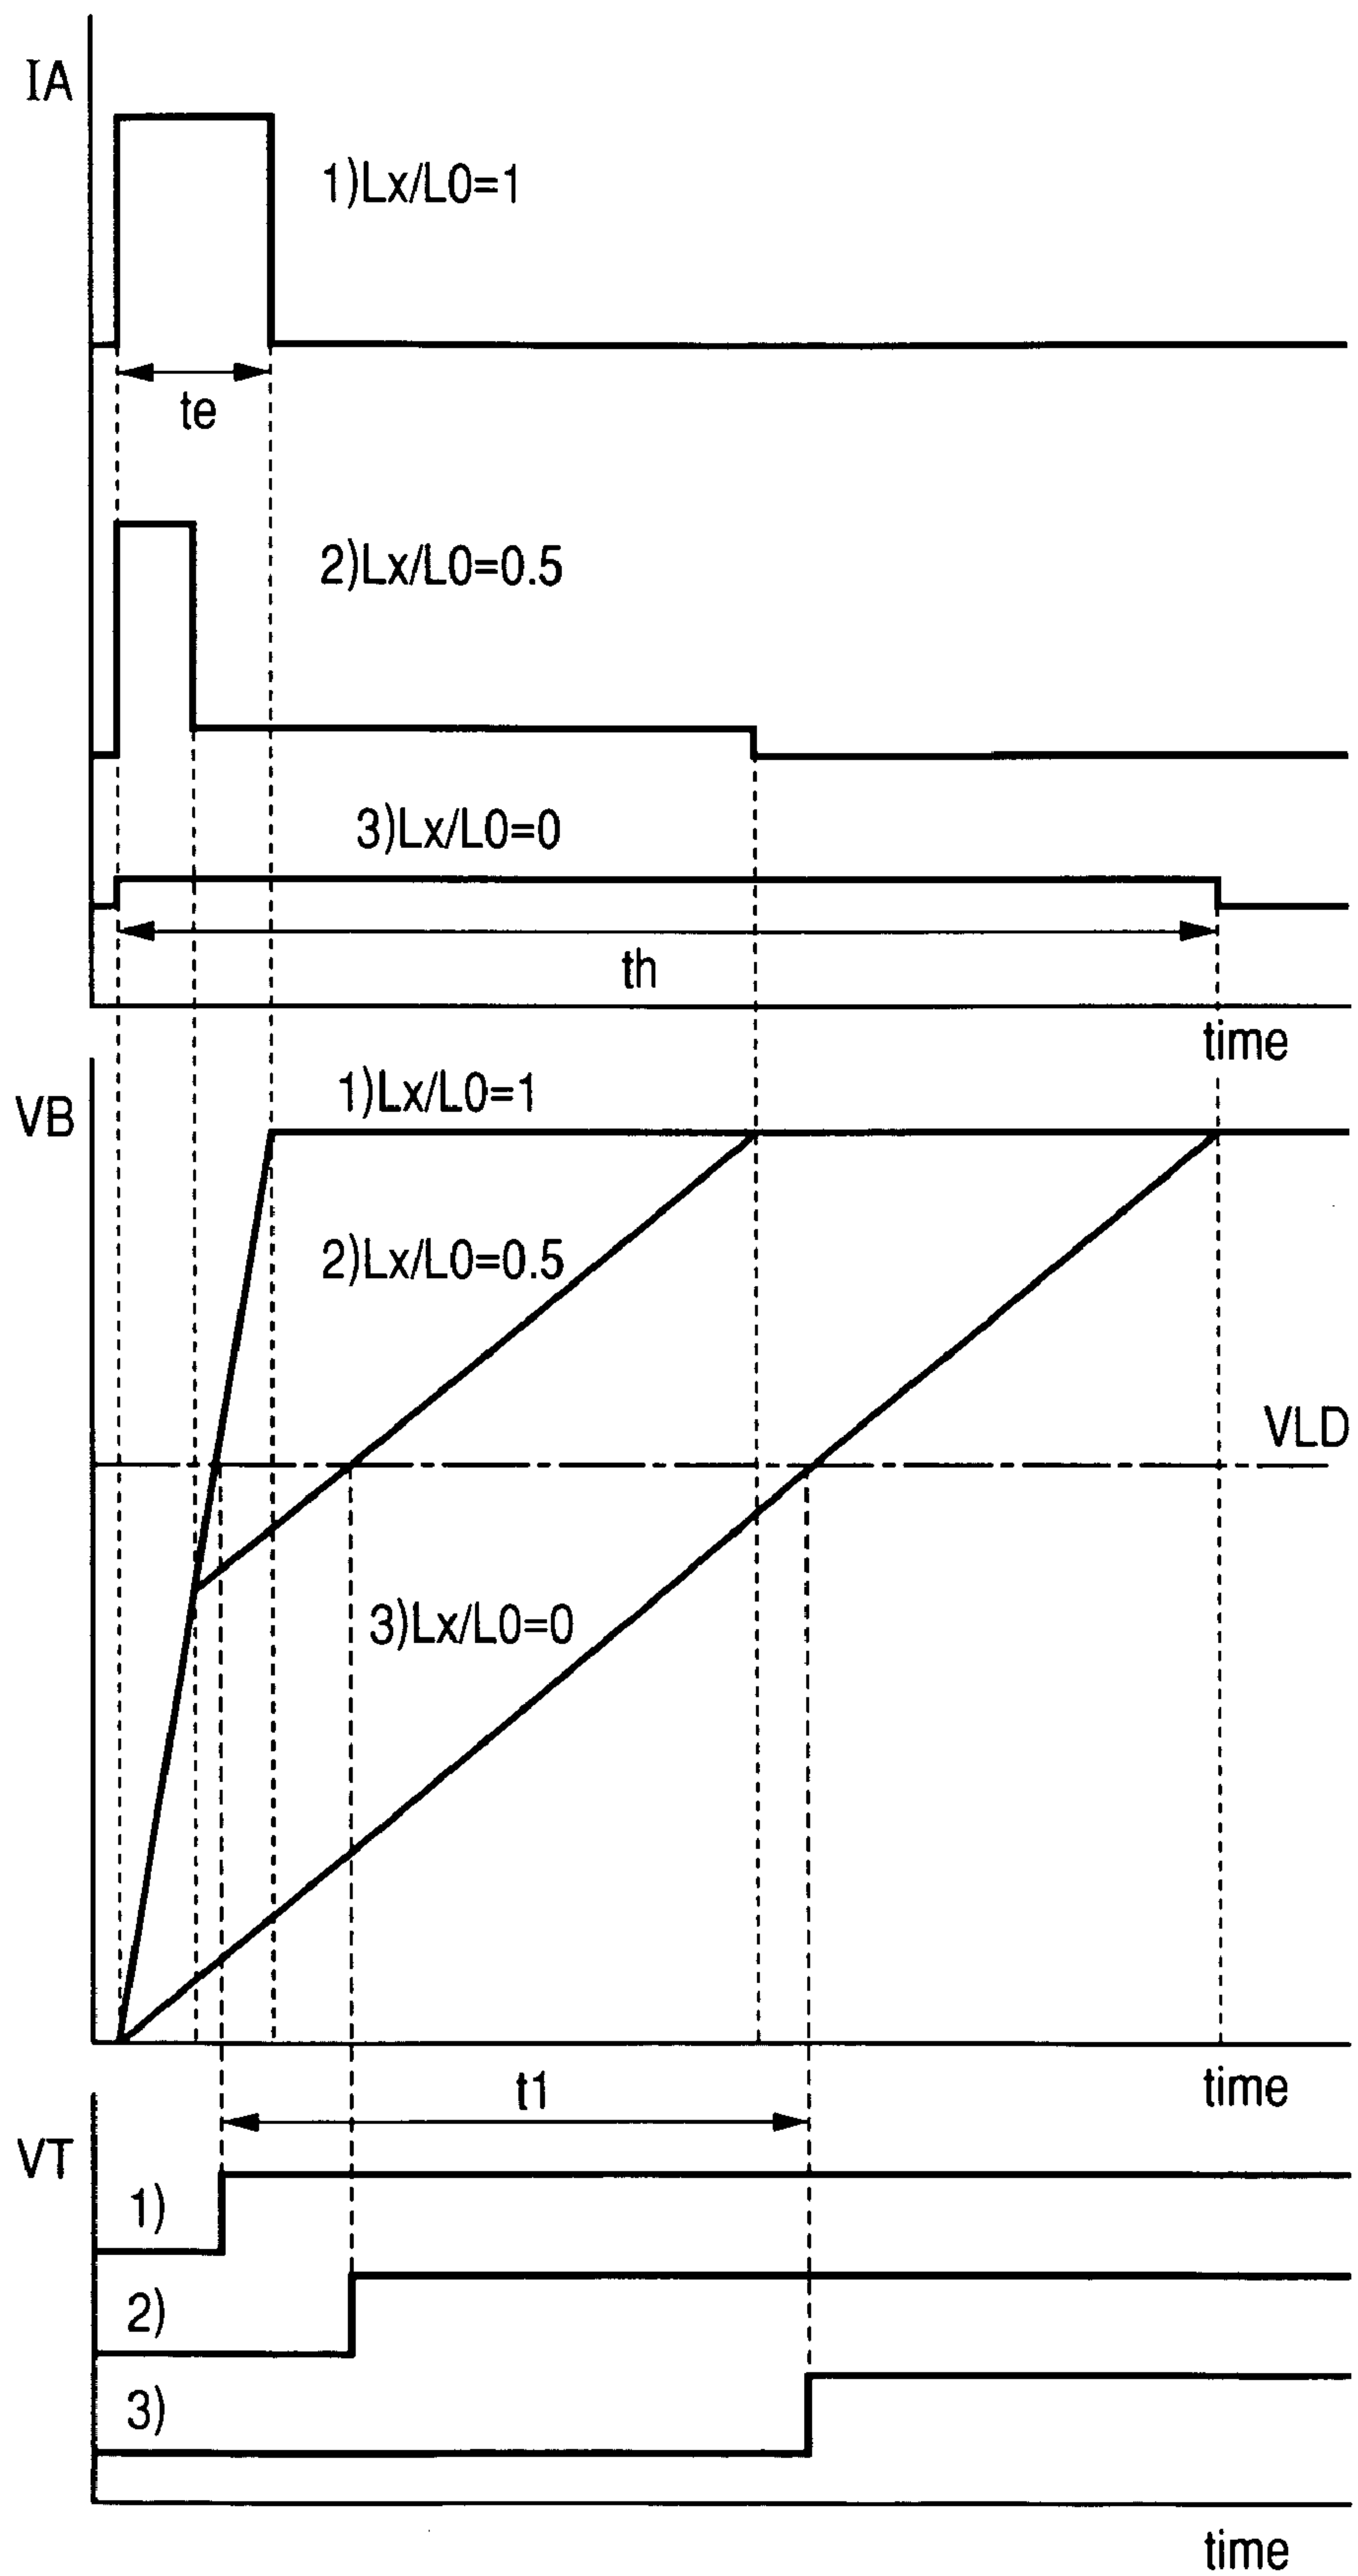 IA
1)Lx/L0=1
te
2)Lx/L0=0.5
3)Lx/L0=0
th
time
1)Lx/L0=1
VB
2)Lx/L0=0.5
VLD
3)Lx/L0=0
time
t1
VT
1)
2)
3)
time